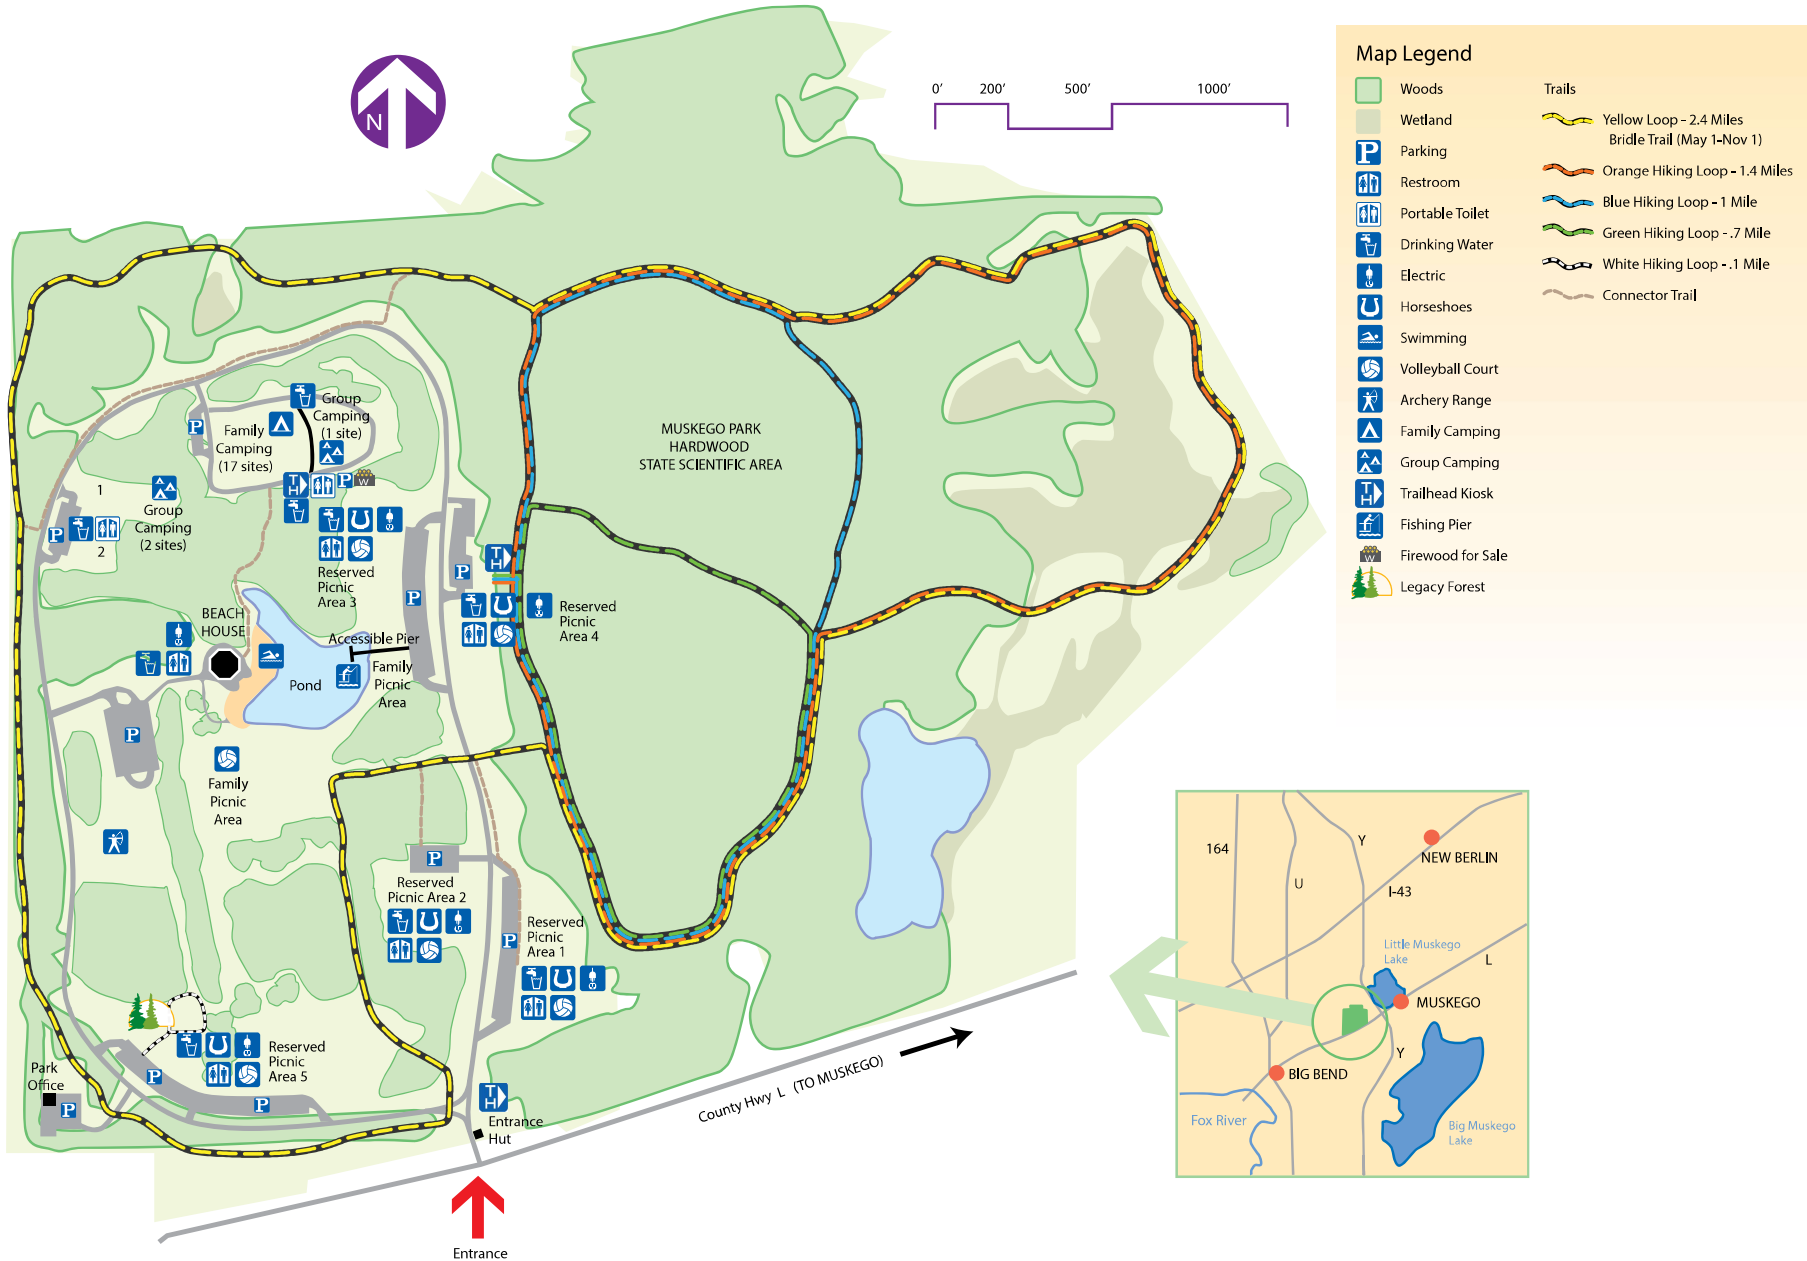 N
0'
200'
500'
1000'
Map Legend
Woods
Wetland
P
Parking
Restroom
Portable Toilet
Drinking Water
Electric
Horseshoes
Swimming
Volleyball Court
Archery Range
Family Camping
Group Camping
TH
Trailhead Kiosk
Fishing Pier
W
Firewood for Sale
Legacy Forest
Trails
Yellow Loop - 2.4 Miles
Bridle Trail (May 1-Nov 1)
Orange Hiking Loop - 1.4 Miles
Blue Hiking Loop - 1 Mile
Green Hiking Loop - .7 Mile
White Hiking Loop - .1 Mile
Connector Trail
Group
Camping
(1 site)
P
Family
Camping
(17 sites)
TH
P
W
1
Group
Camping
(2 sites)
P
2
Reserved
Picnic
Area 3
P
P
TH
Reserved
Picnic
Area 4
MUSKEGO PARK
HARDWOOD
STATE SCIENTIFIC AREA
BEACH
HOUSE
Accessible Pier
Pond
Family
Picnic
Area
P
Family
Picnic
Area
P
Reserved
Picnic Area 2
P
Reserved
Picnic
Area 1
Reserved
Picnic
Area 5
Park
Office
P
P
P
TH
Entrance
Hut
County Hwy L (TO MUSKEGO)
Entrance
164
U
Y
NEW BERLIN
I-43
Little Muskego
Lake
L
MUSKEGO
Y
BIG BEND
Fox River
Big Muskego
Lake